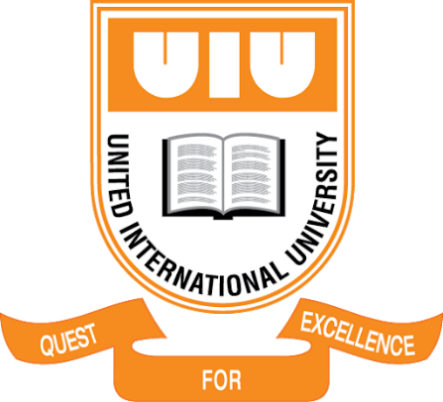 UIU
UNITED INTERNATIONAL UNIVERSITY
QUEST
FOR
EXCELLENCE